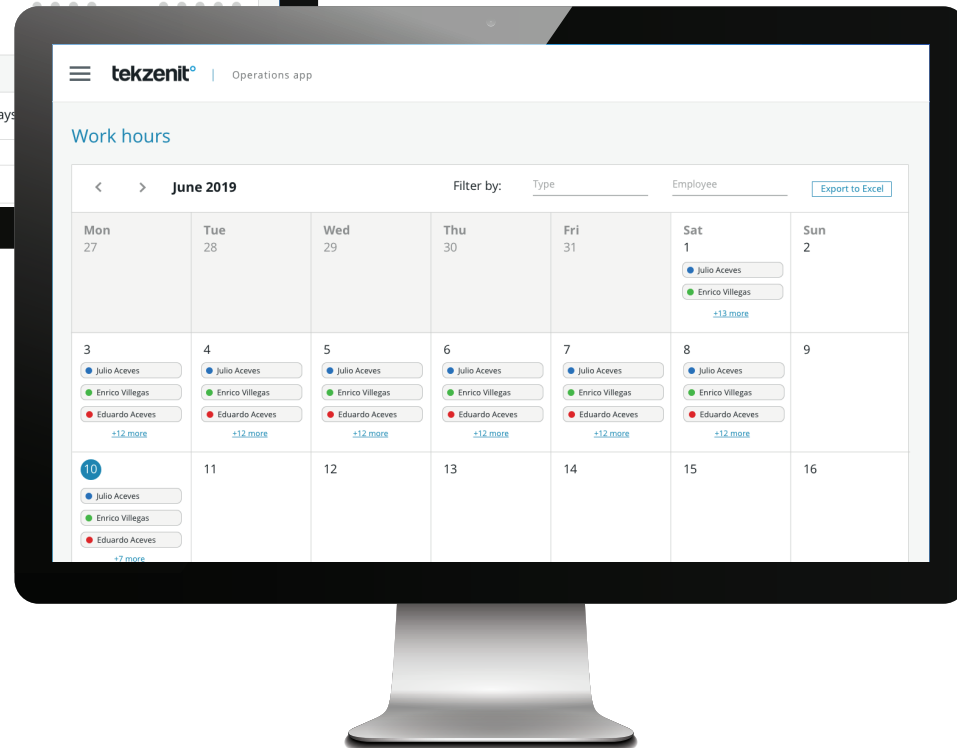 ays
tekzenit° | Operations app
Work hours
< > June 2019 Filter by: Type Employee Export to Excel
Mon Tue Wed Thu Fri Sat Sun
27 28 29 30 31 1 2
Julio Aceves
Enrico Villegas
+13 more
3 4 5 6 7 8 9
Julio Aceves Julio Aceves Julio Aceves Julio Aceves Julio Aceves Julio Aceves
Enrico Villegas Enrico Villegas Enrico Villegas Enrico Villegas Enrico Villegas Enrico Villegas
Eduardo Aceves Eduardo Aceves Eduardo Aceves Eduardo Aceves Eduardo Aceves Eduardo Aceves
+12 more +12 more +12 more +12 more +12 more +12 more
10 11 12 13 14 15 16
Julio Aceves
Enrico Villegas
Eduardo Aceves
+7 more